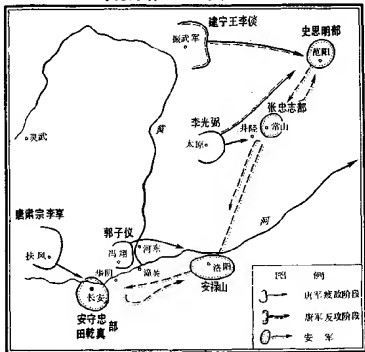 建宁王李倓
振武军
史思明部
范阳
张忠志部
李光弼
井陉
常山
太原
灵武
黄
河
唐肃宗李亨
扶风
郭子仪
冯翊
河东
华阴
潼关
洛阳
安禄山
长安
安守忠
田乾真
部
图 例
唐军
阶段
唐军反攻阶段
安 军